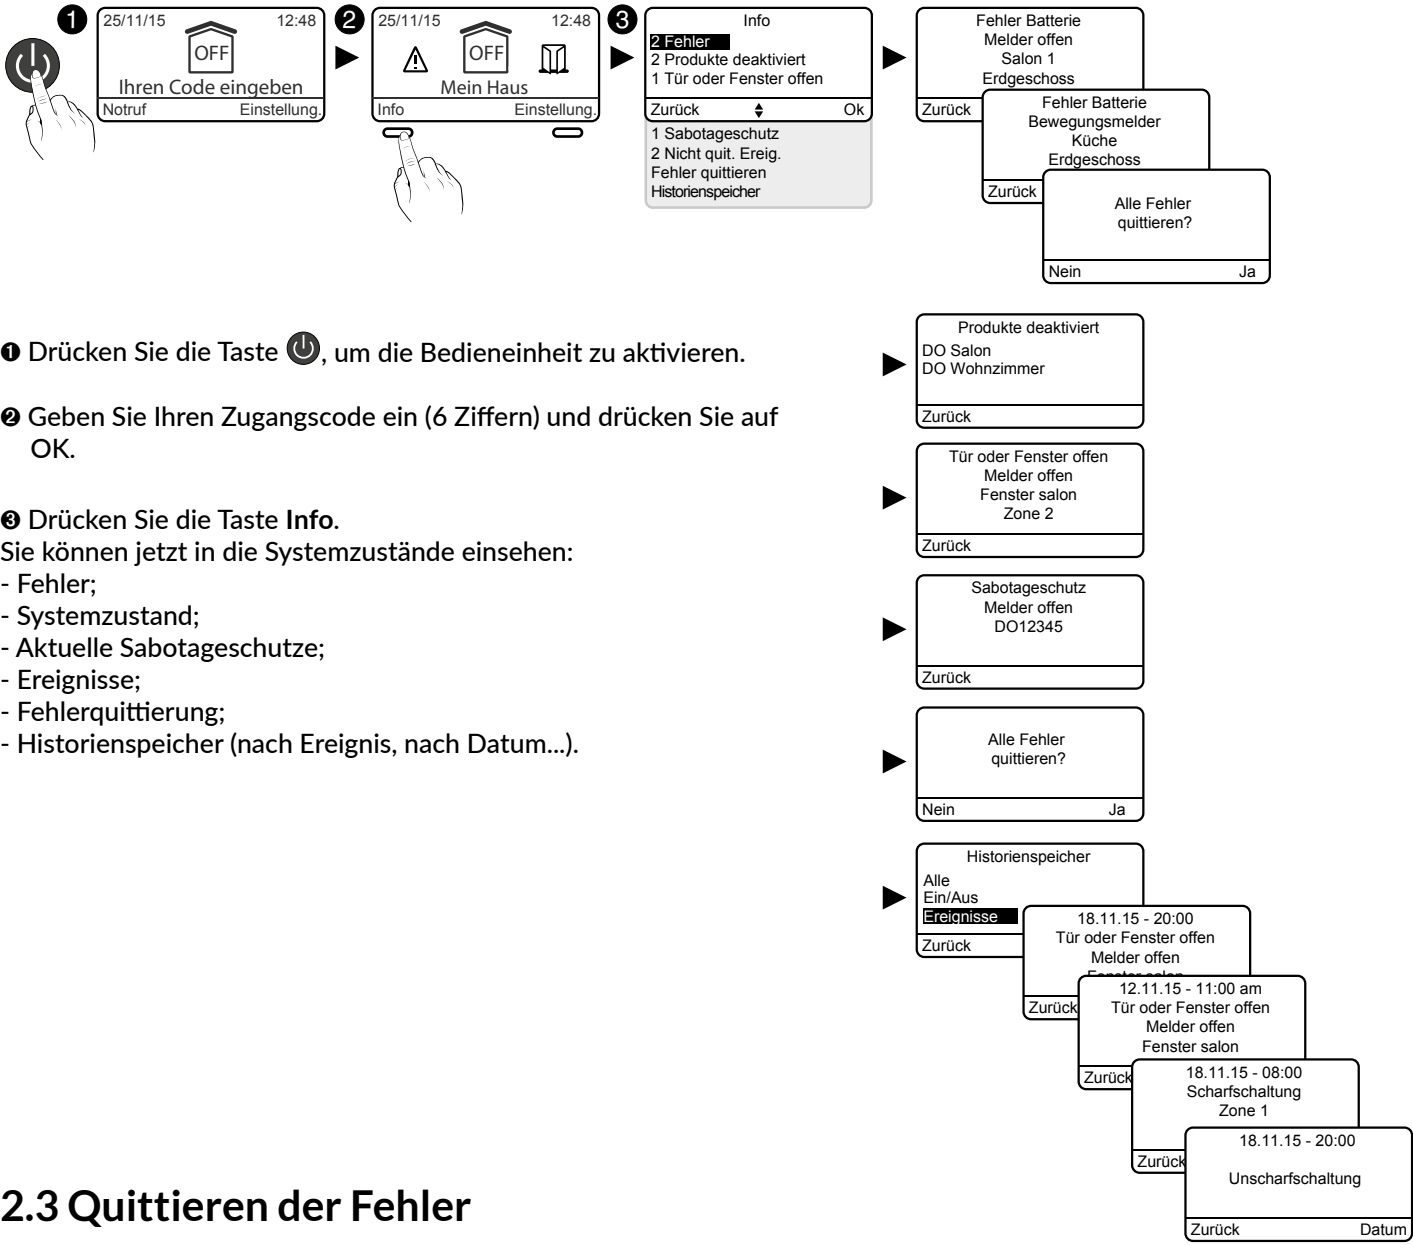 1
25/11/15 12:48
OFF
Ihren Code eingeben
Notruf Einstellung.
2
25/11/15 12:48
OFF
Mein Haus
Info Einstellung.
3
Info
2 Fehler
2 Produkte deaktiviert
1 Tür oder Fenster offen
Zurück Ok
1 Sabotageschutz
2 Nicht quit. Ereig.
Fehler quittieren
Historienspeicher
Fehler Batterie
Melder offen
Salon 1
Erdgeschoss
Zurück
Fehler Batterie
Bewegungsmelder
Küche
Erdgeschoss
Zurück
Alle Fehler
quittieren?
Nein Ja
❶ Drücken Sie die Taste , um die Bedieneinheit zu aktivieren.
❷ Geben Sie Ihren Zugangscode ein (6 Ziffern) und drücken Sie auf
OK.
❸ Drücken Sie die Taste Info.
Sie können jetzt in die Systemzustände einsehen:
- Fehler;
- Systemzustand;
- Aktuelle Sabotageschutze;
- Ereignisse;
- Fehlerquittierung;
- Historienspeicher (nach Ereignis, nach Datum...).
Produkte deaktiviert
DO Salon
DO Wohnzimmer
Zurück
Tür oder Fenster offen
Melder offen
Fenster salon
Zone 2
Zurück
Sabotageschutz
Melder offen
DO12345
Zurück
Alle Fehler
quittieren?
Nein Ja
Historienspeicher
Alle
Ein/Aus
Ereignisse
Zurück
18.11.15 - 20:00
Tür oder Fenster offen
Melder offen
Fenster salon
Zurück
12.11.15 - 11:00 am
Tür oder Fenster offen
Melder offen
Fenster salon
Zurück
18.11.15 - 08:00
Scharfschaltung
Zone 1
Zurück
18.11.15 - 20:00
Unscharfschaltung
Zurück Datum
2.3 Quittieren der Fehler